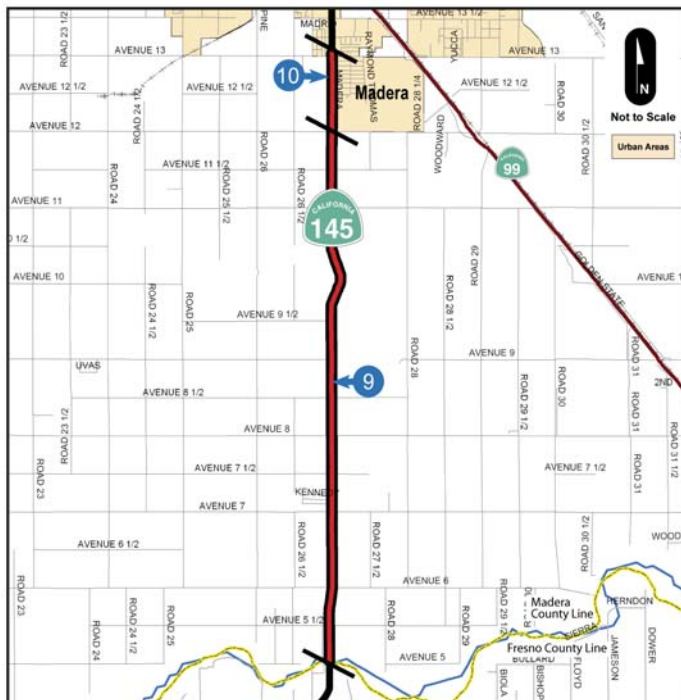 ROAD 23 1/2
PINE
MADR
AVENUE 13 1/2
SAN
AVENUE 13
RAYMOND THOMAS
YUCCA
AVENUE 13
10
MADERA
Madera
N
Not to Scale
Urban Areas
AVENUE 12 1/2
AVENUE 12 1/2
ROAD 28 1/4
AVENUE 12 1/2
ROAD 24 1/2
AVENUE 12
ROAD 26
WOODWARD
ROAD 30
ROAD 30 1/2
AVENUE 11 1/2
CALIFORNIA
99
ROAD 24
ROAD 25 1/2
ROAD 26 1/2
AVENUE 11
CALIFORNIA
145
0 1/2
ROAD 29
GOLDEN STATE
AVENUE 10
AVENUE 1
ROAD 24 1/2
ROAD 25
ROAD 28 1/2
AVENUE 9 1/2
ROAD 28
AVENUE 9
ROAD 31
UVAS
9
2ND
AVENUE 8 1/2
ROAD 29 1/2
ROAD 30
ROAD 31
ROAD 23 1/2
AVENUE 8
ROAD 31 1/2
ROAD 23
AVENUE 7 1/2
AVENUE 7 1/2
ROAD 31
KENNEDY
AVENUE 7
ROAD 26 1/2
ROAD 27 1/2
ROAD 30 1/2
WOOD
AVENUE 6 1/2
ROAD 23
AVENUE 6
ROAD 29 1/2
HERNDON
Madera
County Line
ROAD 24 1/2
ROAD 25
AVENUE 5 1/2
ROAD 28
ROAD 29
SIERRA
JAMESON
DOWER
ROAD 24
Fresno County Line
AVENUE 5
BULLARD
BIOLA
BISHOP
FLOYD